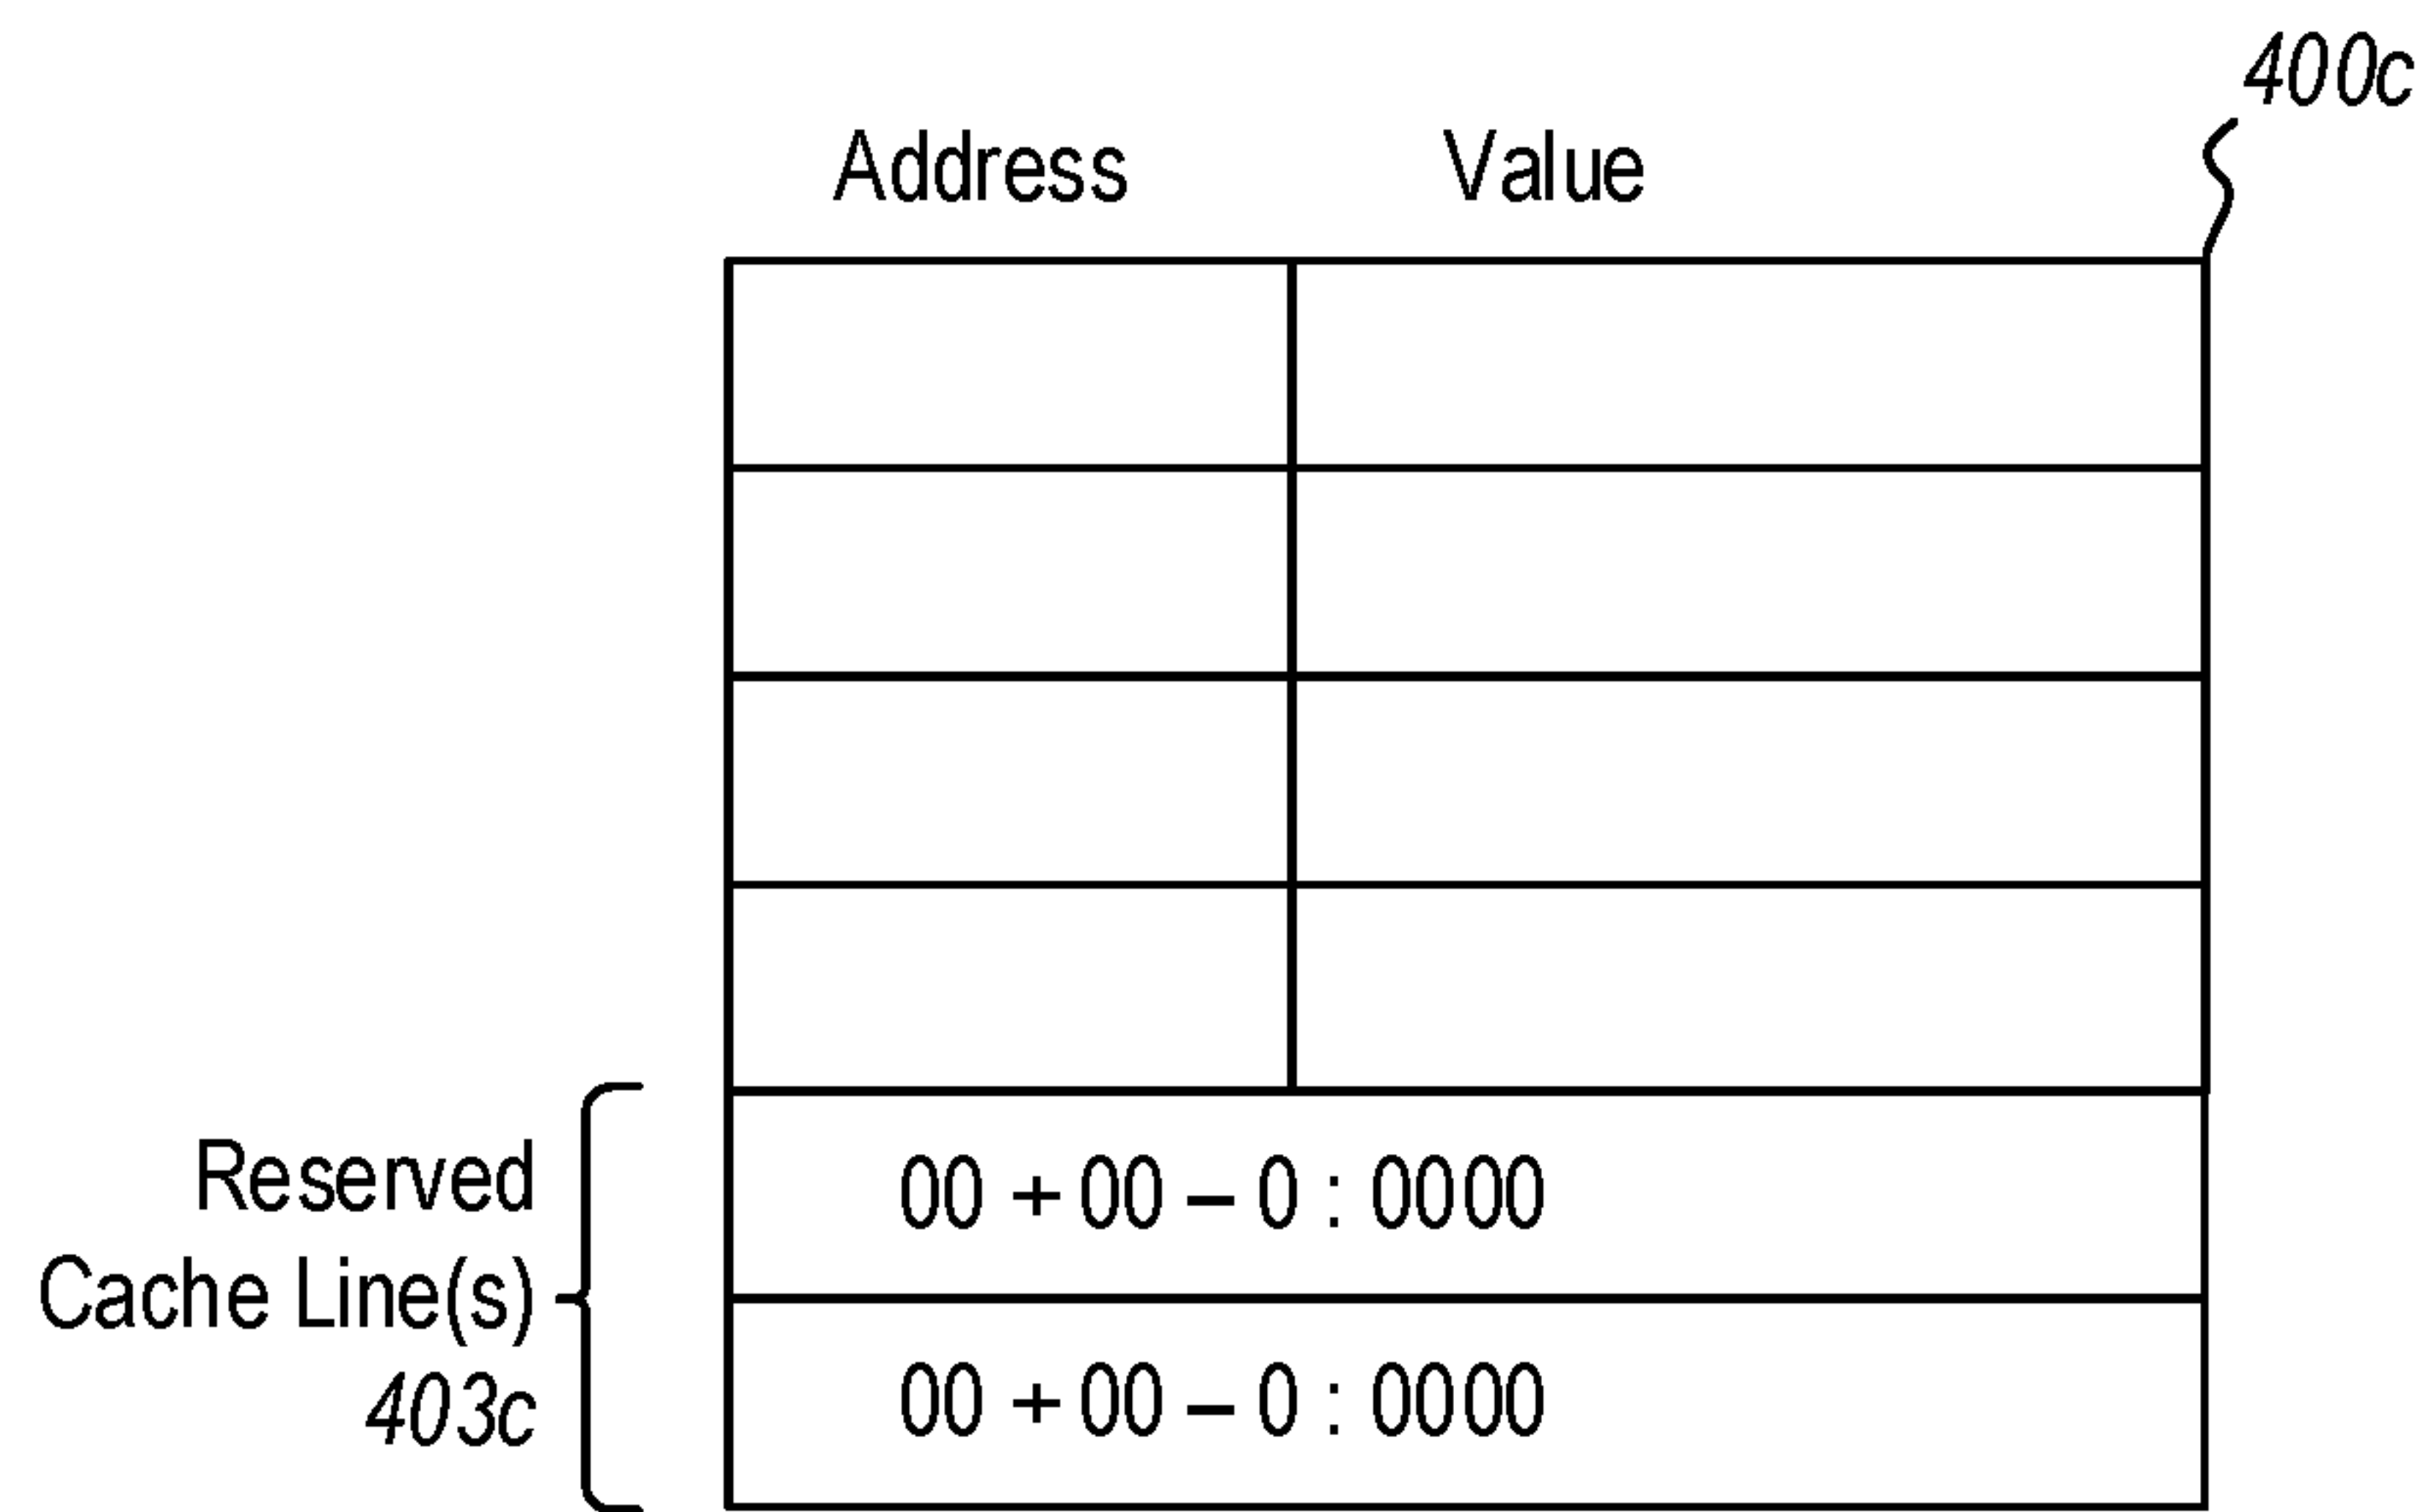 400c
Address Value
Reserved
Cache Line(s)
403c
00 + 00 – 0 : 0000
00 + 00 – 0 : 0000